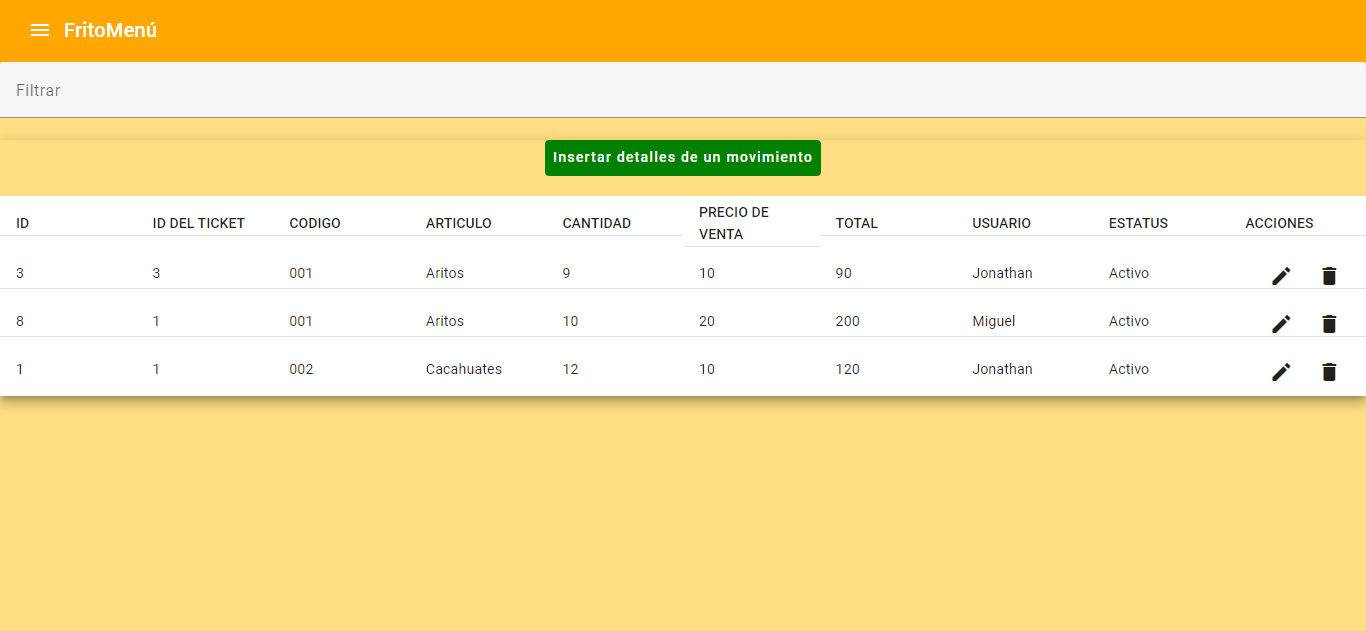 FritoMenú
Filtrar
Insertar detalles de un movimiento
ID ID DEL TICKET CODIGO ARTICULO CANTIDAD PRECIO DE VENTA TOTAL USUARIO ESTATUS ACCIONES
3 3 001 Aritos 9 10 90 Jonathan Activo
8 1 001 Aritos 10 20 200 Miguel Activo
1 1 002 Cacahuates 12 10 120 Jonathan Activo